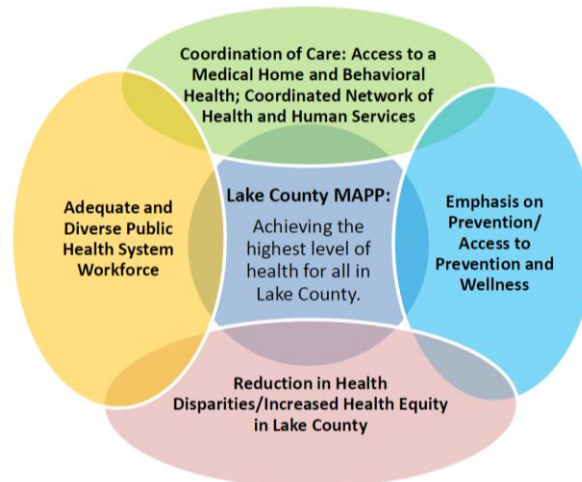 Coordination of Care: Access to a
Medical Home and Behavioral
Health; Coordinated Network of
Health and Human Services
Adequate and
Diverse Public
Health System
Workforce
Lake County MAPP:
Achieving the
highest level of
health for all in
Lake County.
Emphasis on
Prevention/
Access to
Prevention and
Wellness
Reduction in Health
Disparities/Increased Health Equity
in Lake County